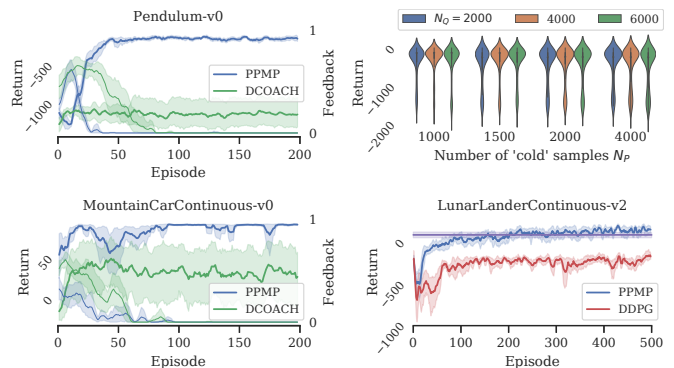 Pendulum-v0
Return
-500
-1000
1
0
Feedback
PPMP
DCOACH
0 50 100 150 200
Episode
N_Q = 2000 4000 6000
Return
0
-1000
-2000
1000 1500 2000 4000
Number of 'cold' samples N_P
MountainCarContinuous-v0
Return
50
0
1
0
Feedback
PPMP
DCOACH
0 50 100 150 200
Episode
LunarLanderContinuous-v2
Return
0
-500
-1000
PPMP
DDPG
0 100 200 300 400 500
Episode